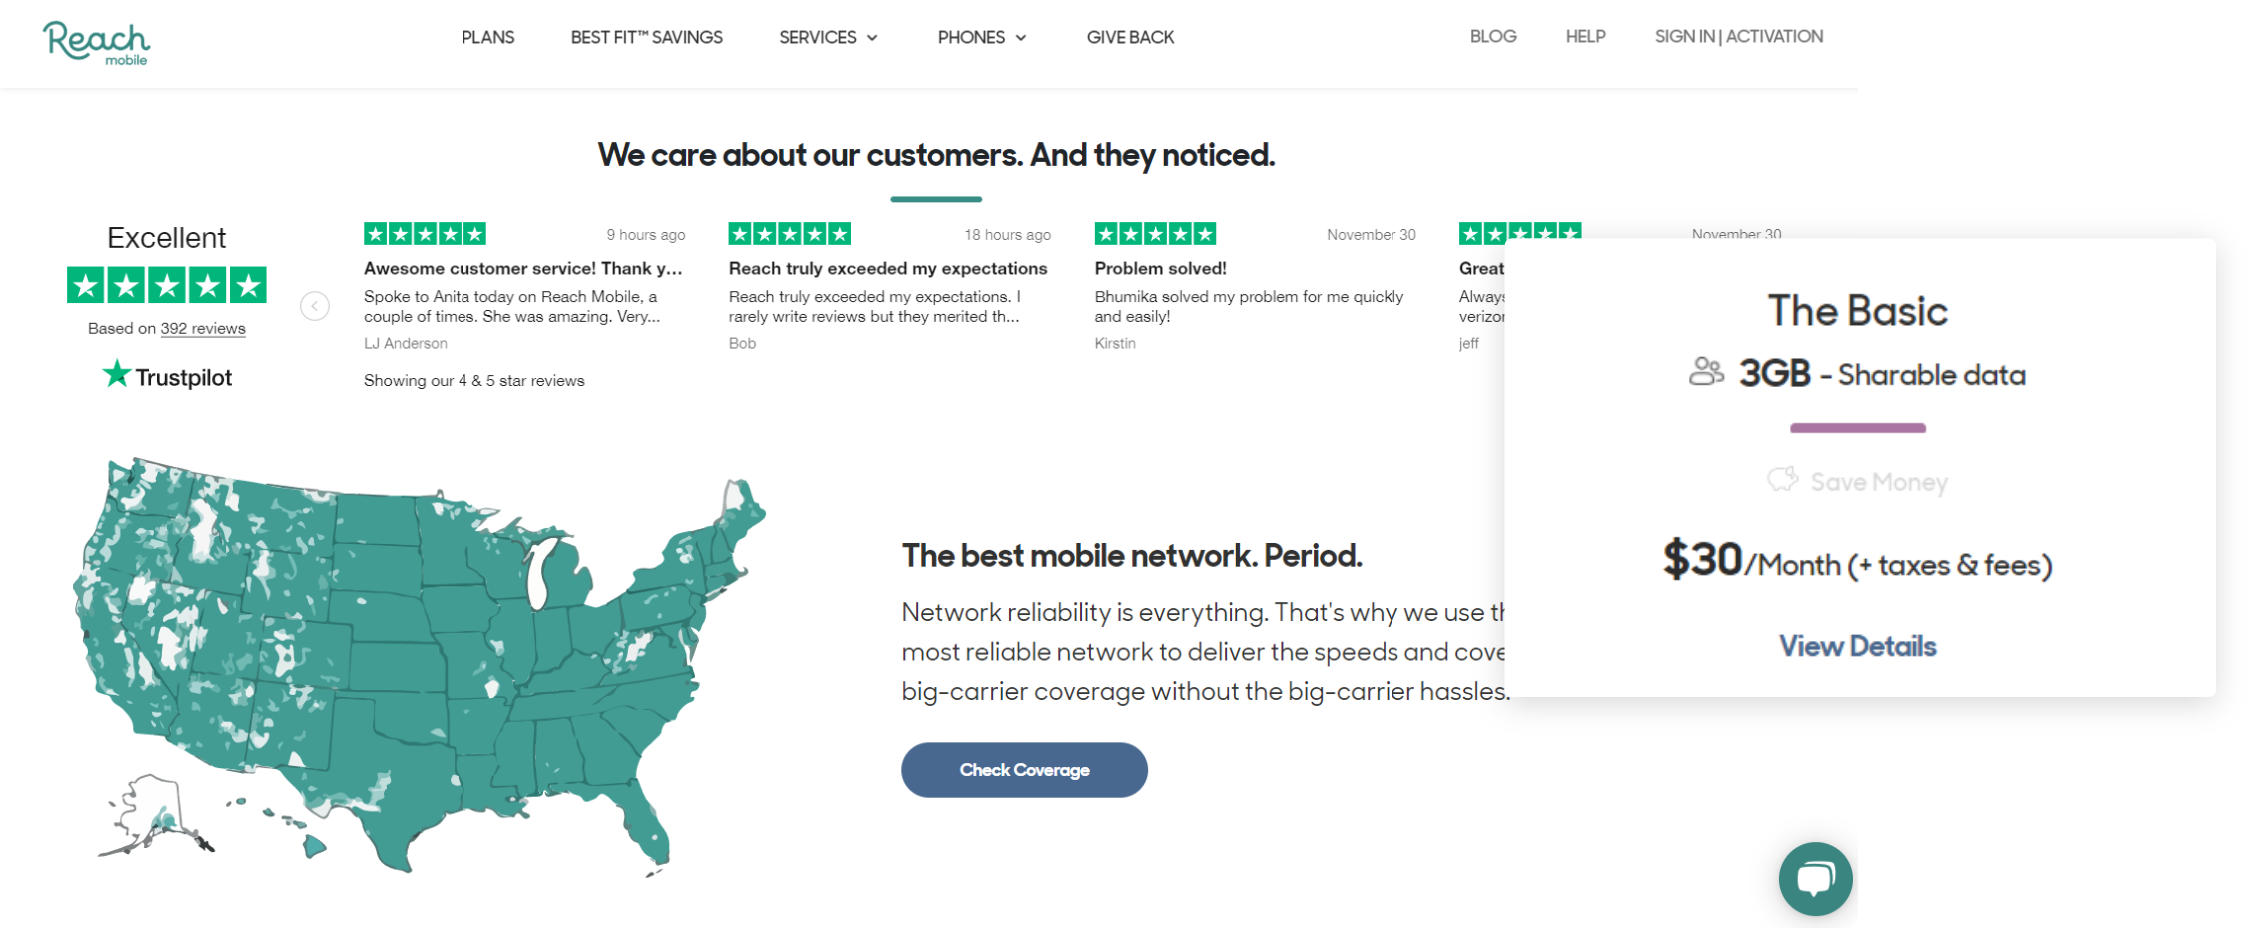 Reach
mobile
PLANS
BEST FIT™ SAVINGS
SERVICES
PHONES
GIVE BACK
BLOG
HELP
SIGN IN | ACTIVATION
We care about our customers. And they noticed.
Excellent
Based on 392 reviews
Trustpilot
9 hours ago
Awesome customer service! Thank y...
Spoke to Anita today on Reach Mobile, a
couple of times. She was amazing. Very...
LJ Anderson
Showing our 4 & 5 star reviews
18 hours ago
Reach truly exceeded my expectations
Reach truly exceeded my expectations. I
rarely write reviews but they merited th...
Bob
November 30
Problem solved!
Bhumika solved my problem for me quickly
and easily!
Kirstin
November 30
Great
jeff
The Basic
3GB - Sharable data
Save Money
$30/Month (+ taxes & fees)
View Details
The best mobile network. Period.
Network reliability is everything. That's why we use
most reliable network to deliver the speeds and
big-carrier coverage without the big-carrier hassles.
Check Coverage